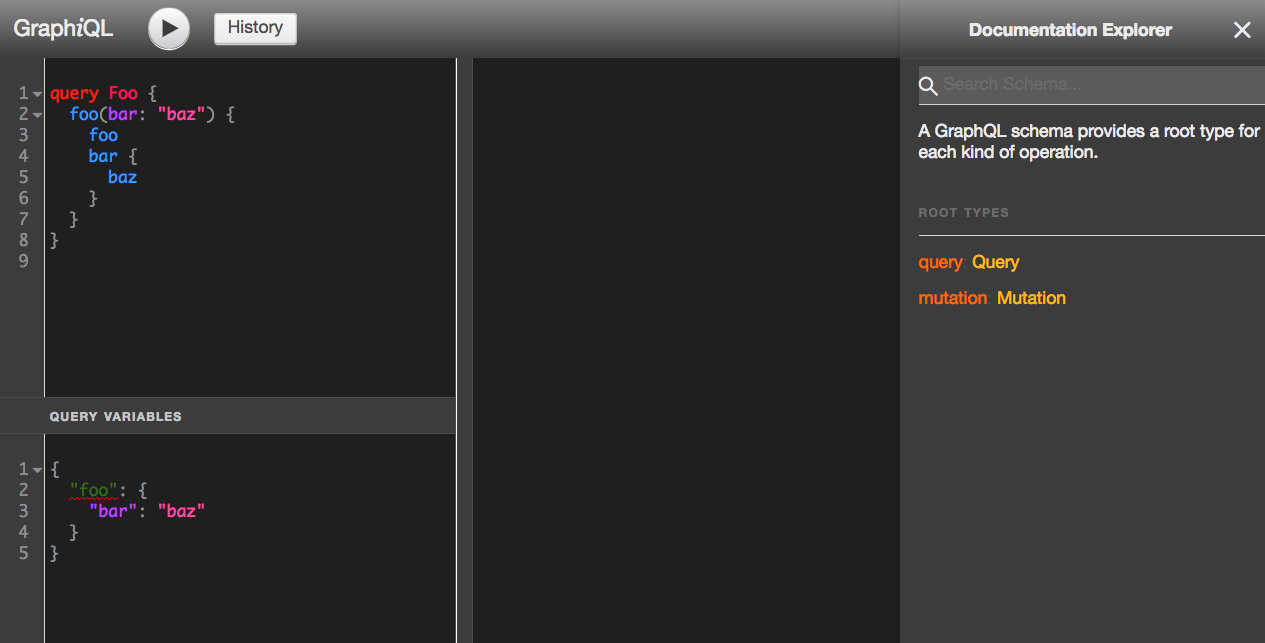 GraphiQL
History
1 query Foo {
2 foo(bar: "baz") {
3 foo
4 bar {
5 baz
6 }
7 }
8 }
9
QUERY VARIABLES
1 {
2 "foo": {
3 "bar": "baz"
4 }
5 }
Documentation Explorer
Search Schema...
A GraphQL schema provides a root type for
each kind of operation.
ROOT TYPES
query: Query
mutation: Mutation